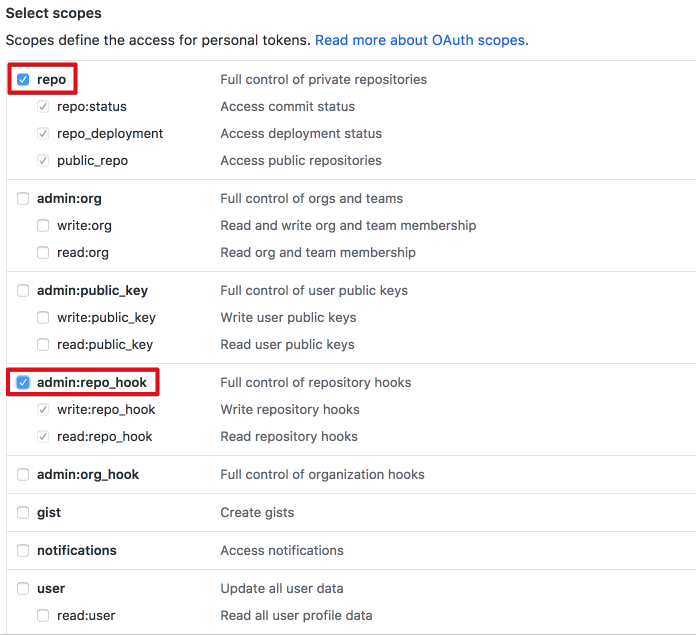 Select scopes
Scopes define the access for personal tokens. Read more about OAuth scopes.
repo Full control of private repositories
repo:status Access commit status
repo_deployment Access deployment status
public_repo Access public repositories
admin:org Full control of orgs and teams
write:org Read and write org and team membership
read:org Read org and team membership
admin:public_key Full control of user public keys
write:public_key Write user public keys
read:public_key Read user public keys
admin:repo_hook Full control of repository hooks
write:repo_hook Write repository hooks
read:repo_hook Read repository hooks
admin:org_hook Full control of organization hooks
gist Create gists
notifications Access notifications
user Update all user data
read:user Read all user profile data